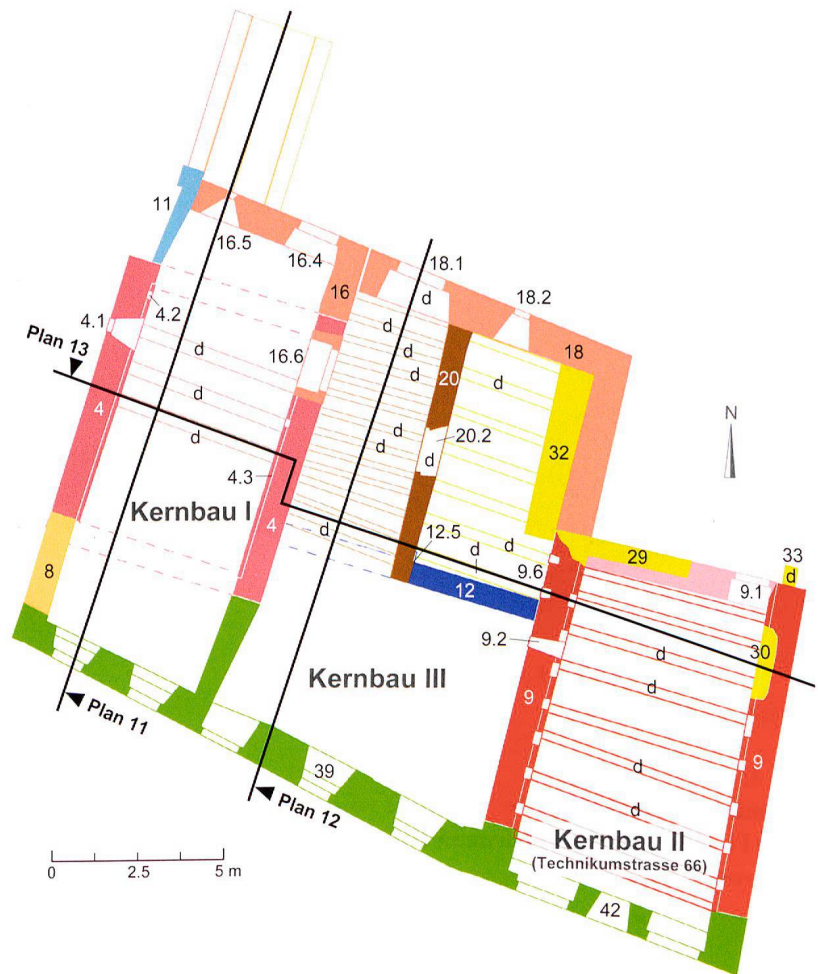 11
16.5
16.4
18.1
d
18.2
16
4.2
4.1
Plan 13
d
d
18
d
16.6
d
d
20
d
32
N
4
d
d
20.2
d
d
d
4.3
Kernbau I
4
d
12.5
d
d
8
9.6
29
33
d
12
9.1
9.2
30
d
Kernbau III
d
Plan 11
9
9
39
d
d
Plan 12
Kernbau II
(Technikumstrasse 66)
0 2.5 5 m
42